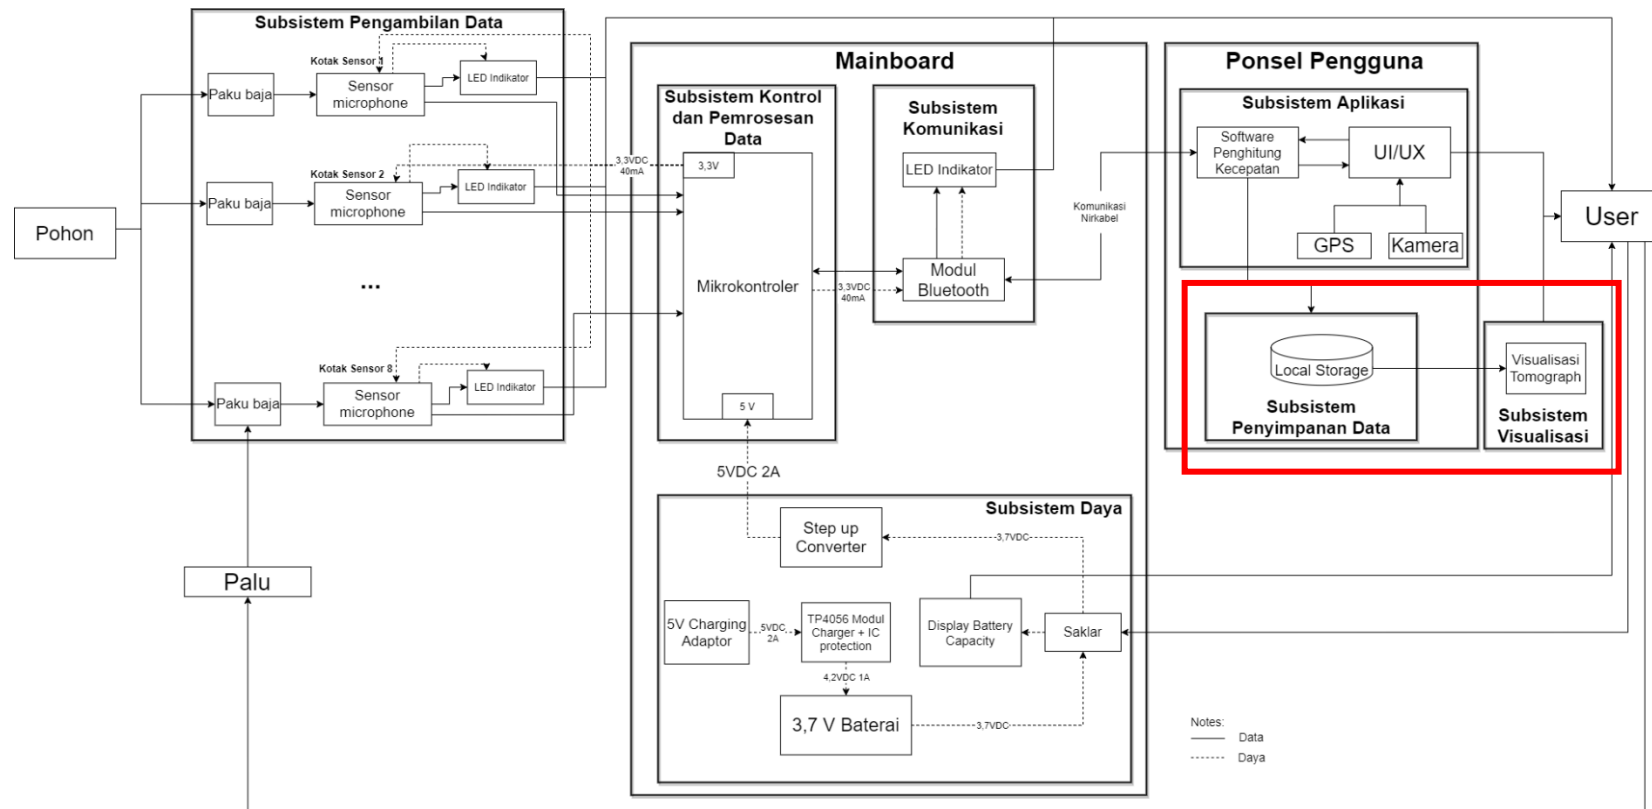 Subsistem Pengambilan Data
Kotak Sensor 1
Paku baja
Sensor
microphone
LED Indikator
Kotak Sensor 2
Paku baja
Sensor
microphone
LED Indikator
...
Kotak Sensor 8
Paku baja
Sensor
microphone
LED Indikator
Pohon
Palu
Mainboard
Subsistem Kontrol
dan Pemrosesan
Data
3,3VDC
40mA
3,3V
Mikrokontroler
5 V
Subsistem
Komunikasi
LED Indikator
Modul
Bluetooth
3,3VDC
40mA
5VDC 2A
Subsistem Daya
Step up
Converter
3,7VDC
5V Charging
Adaptor
5VDC
2A
TP4056 Modul
Charger + IC
protection
Display Battery
Capacity
Saklar
4,2VDC 1A
3,7 V Baterai
3,7VDC
Komunikasi
Nirkabel
Ponsel Pengguna
Subsistem Aplikasi
Software
Penghitung
Kecepatan
UI/UX
GPS
Kamera
Local Storage
Subsistem
Penyimpanan Data
Visualisasi
Tomograph
Subsistem
Visualisasi
User
Notes:
Data
Daya